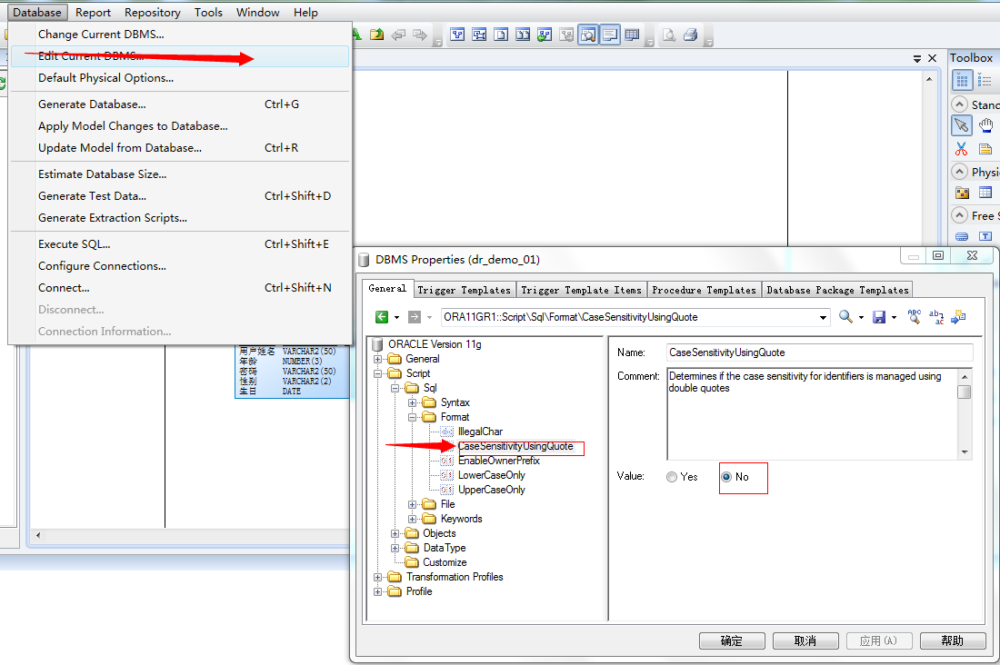 Database Report Repository Tools Window Help
Change Current DBMS...
Edit Current DBMS...
Default Physical Options...
Generate Database... Ctrl+G
Apply Model Changes to Database...
Update Model from Database... Ctrl+R
Estimate Database Size...
Generate Test Data... Ctrl+Shift+D
Generate Extraction Scripts...
Execute SQL... Ctrl+Shift+E
Configure Connections...
Connect... Ctrl+Shift+N
Disconnect...
Connection Information...
用户姓名 VARCHAR2(50)
年龄 NUMBER(3)
密码 VARCHAR2(50)
性别 VARCHAR2(2)
生日 DATE
Toolbox
Stand
Physi
Free S
DBMS Properties (dr_demo_01)
General Trigger Templates Trigger Template Items Procedure Templates Database Package Templates
ORA11GR1::Script\Sql\Format\CaseSensitivityUsingQuote
ORACLE Version 11g
General
Script
Sql
Syntax
Format
IllegalChar
CaseSensitivityUsingQuote
EnableOwnerPrefix
LowerCaseOnly
UpperCaseOnly
File
Keywords
Objects
DataType
Customize
Transformation Profiles
Profile
Name: CaseSensitivityUsingQuote
Comment: Determines if the case sensitivity for identifiers is managed using
double quotes
Value: Yes No
确定 取消 应用(A) 帮助